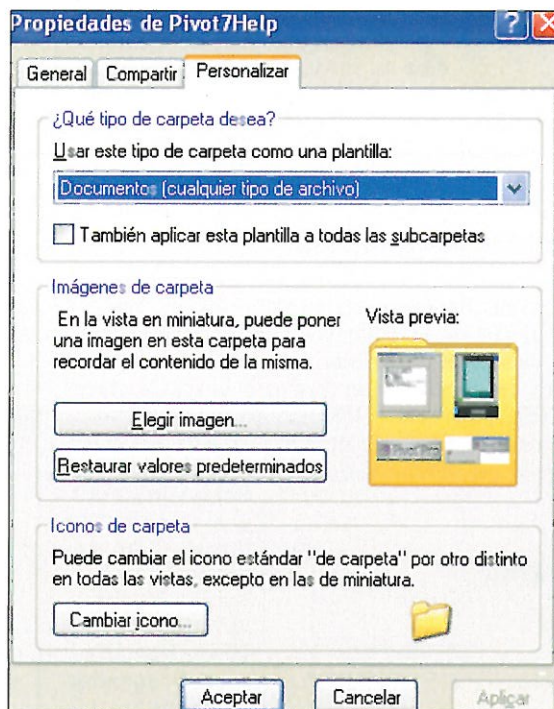 Propiedades de Pivot7Help
General Compartir Personalizar
¿Qué tipo de carpeta desea?
Usar este tipo de carpeta como una plantilla:
Documentos (cualquier tipo de archivo)
También aplicar esta plantilla a todas las subcarpetas
Imágenes de carpeta
En la vista en miniatura, puede poner
una imagen en esta carpeta para
recordar el contenido de la misma.
Vista previa:
Elegir imagen...
Restaurar valores predeterminados
Iconos de carpeta
Puede cambiar el icono estándar "de carpeta" por otro distinto
en todas las vistas, excepto en las de miniatura.
Cambiar icono...
Aceptar Cancelar Aplicar